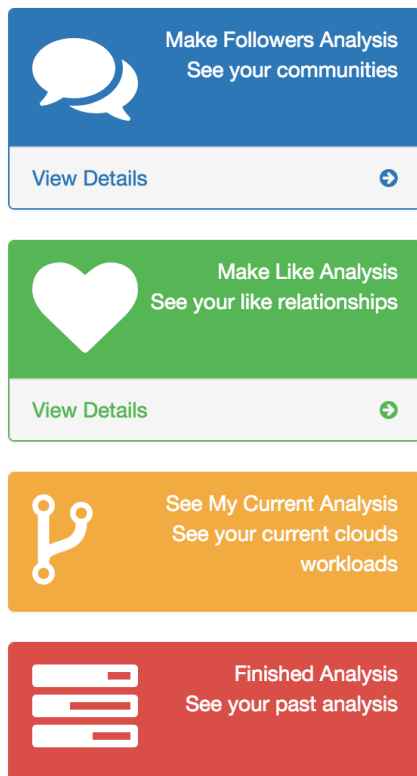 Make Followers Analysis
See your communities
View Details
Make Like Analysis
See your like relationships
View Details
See My Current Analysis
See your current clouds
workloads
Finished Analysis
See your past analysis